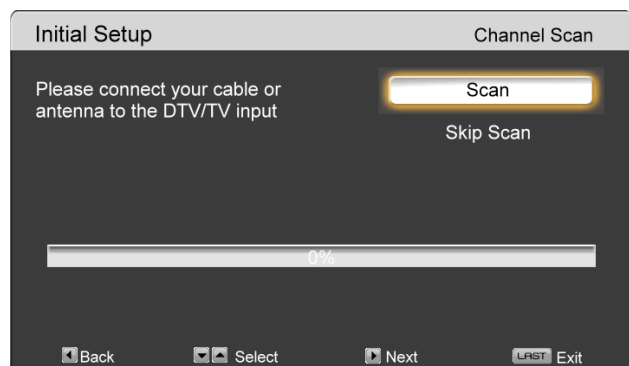 Initial Setup
Channel Scan
Please connect your cable or
antenna to the DTV/TV input
Scan
Skip Scan
0%
Back Select Next LAST Exit